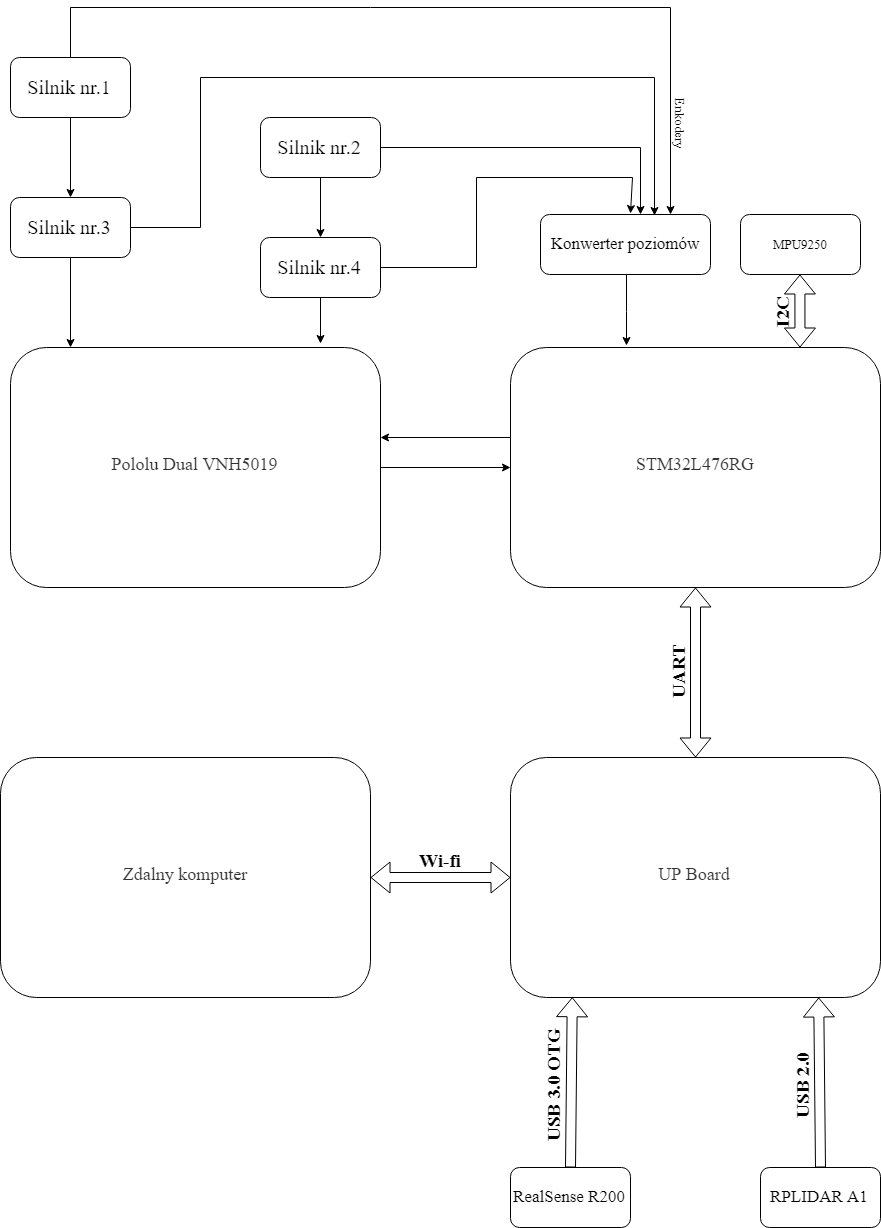 Silnik nr.1
Enkodery
Silnik nr.2
Silnik nr.3
Konwerter poziomów
MPU9250
Silnik nr.4
I2C
Pololu Dual VNH5019
STM32L476RG
UART
Wi-fi
Zdalny komputer
UP Board
USB 3.0 OTG
USB 2.0
RealSense R200
RPLIDAR A1